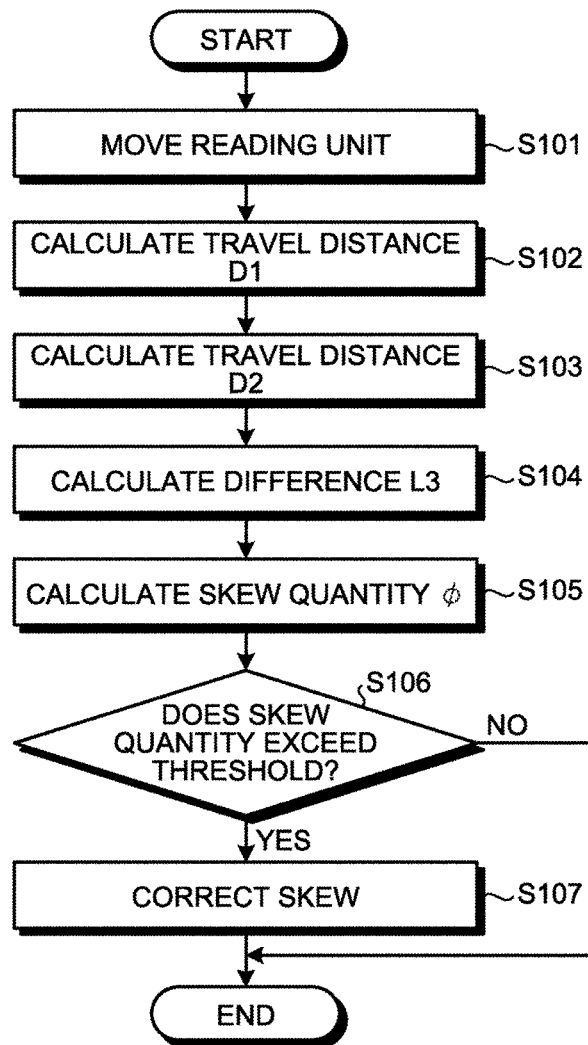 START
MOVE READING UNIT
S101
CALCULATE TRAVEL DISTANCE
D1
S102
CALCULATE TRAVEL DISTANCE
D2
S103
CALCULATE DIFFERENCE L3
S104
CALCULATE SKEW QUANTITY ϕ
S105
S106
DOES SKEW
QUANTITY EXCEED
THRESHOLD?
NO
YES
CORRECT SKEW
S107
END